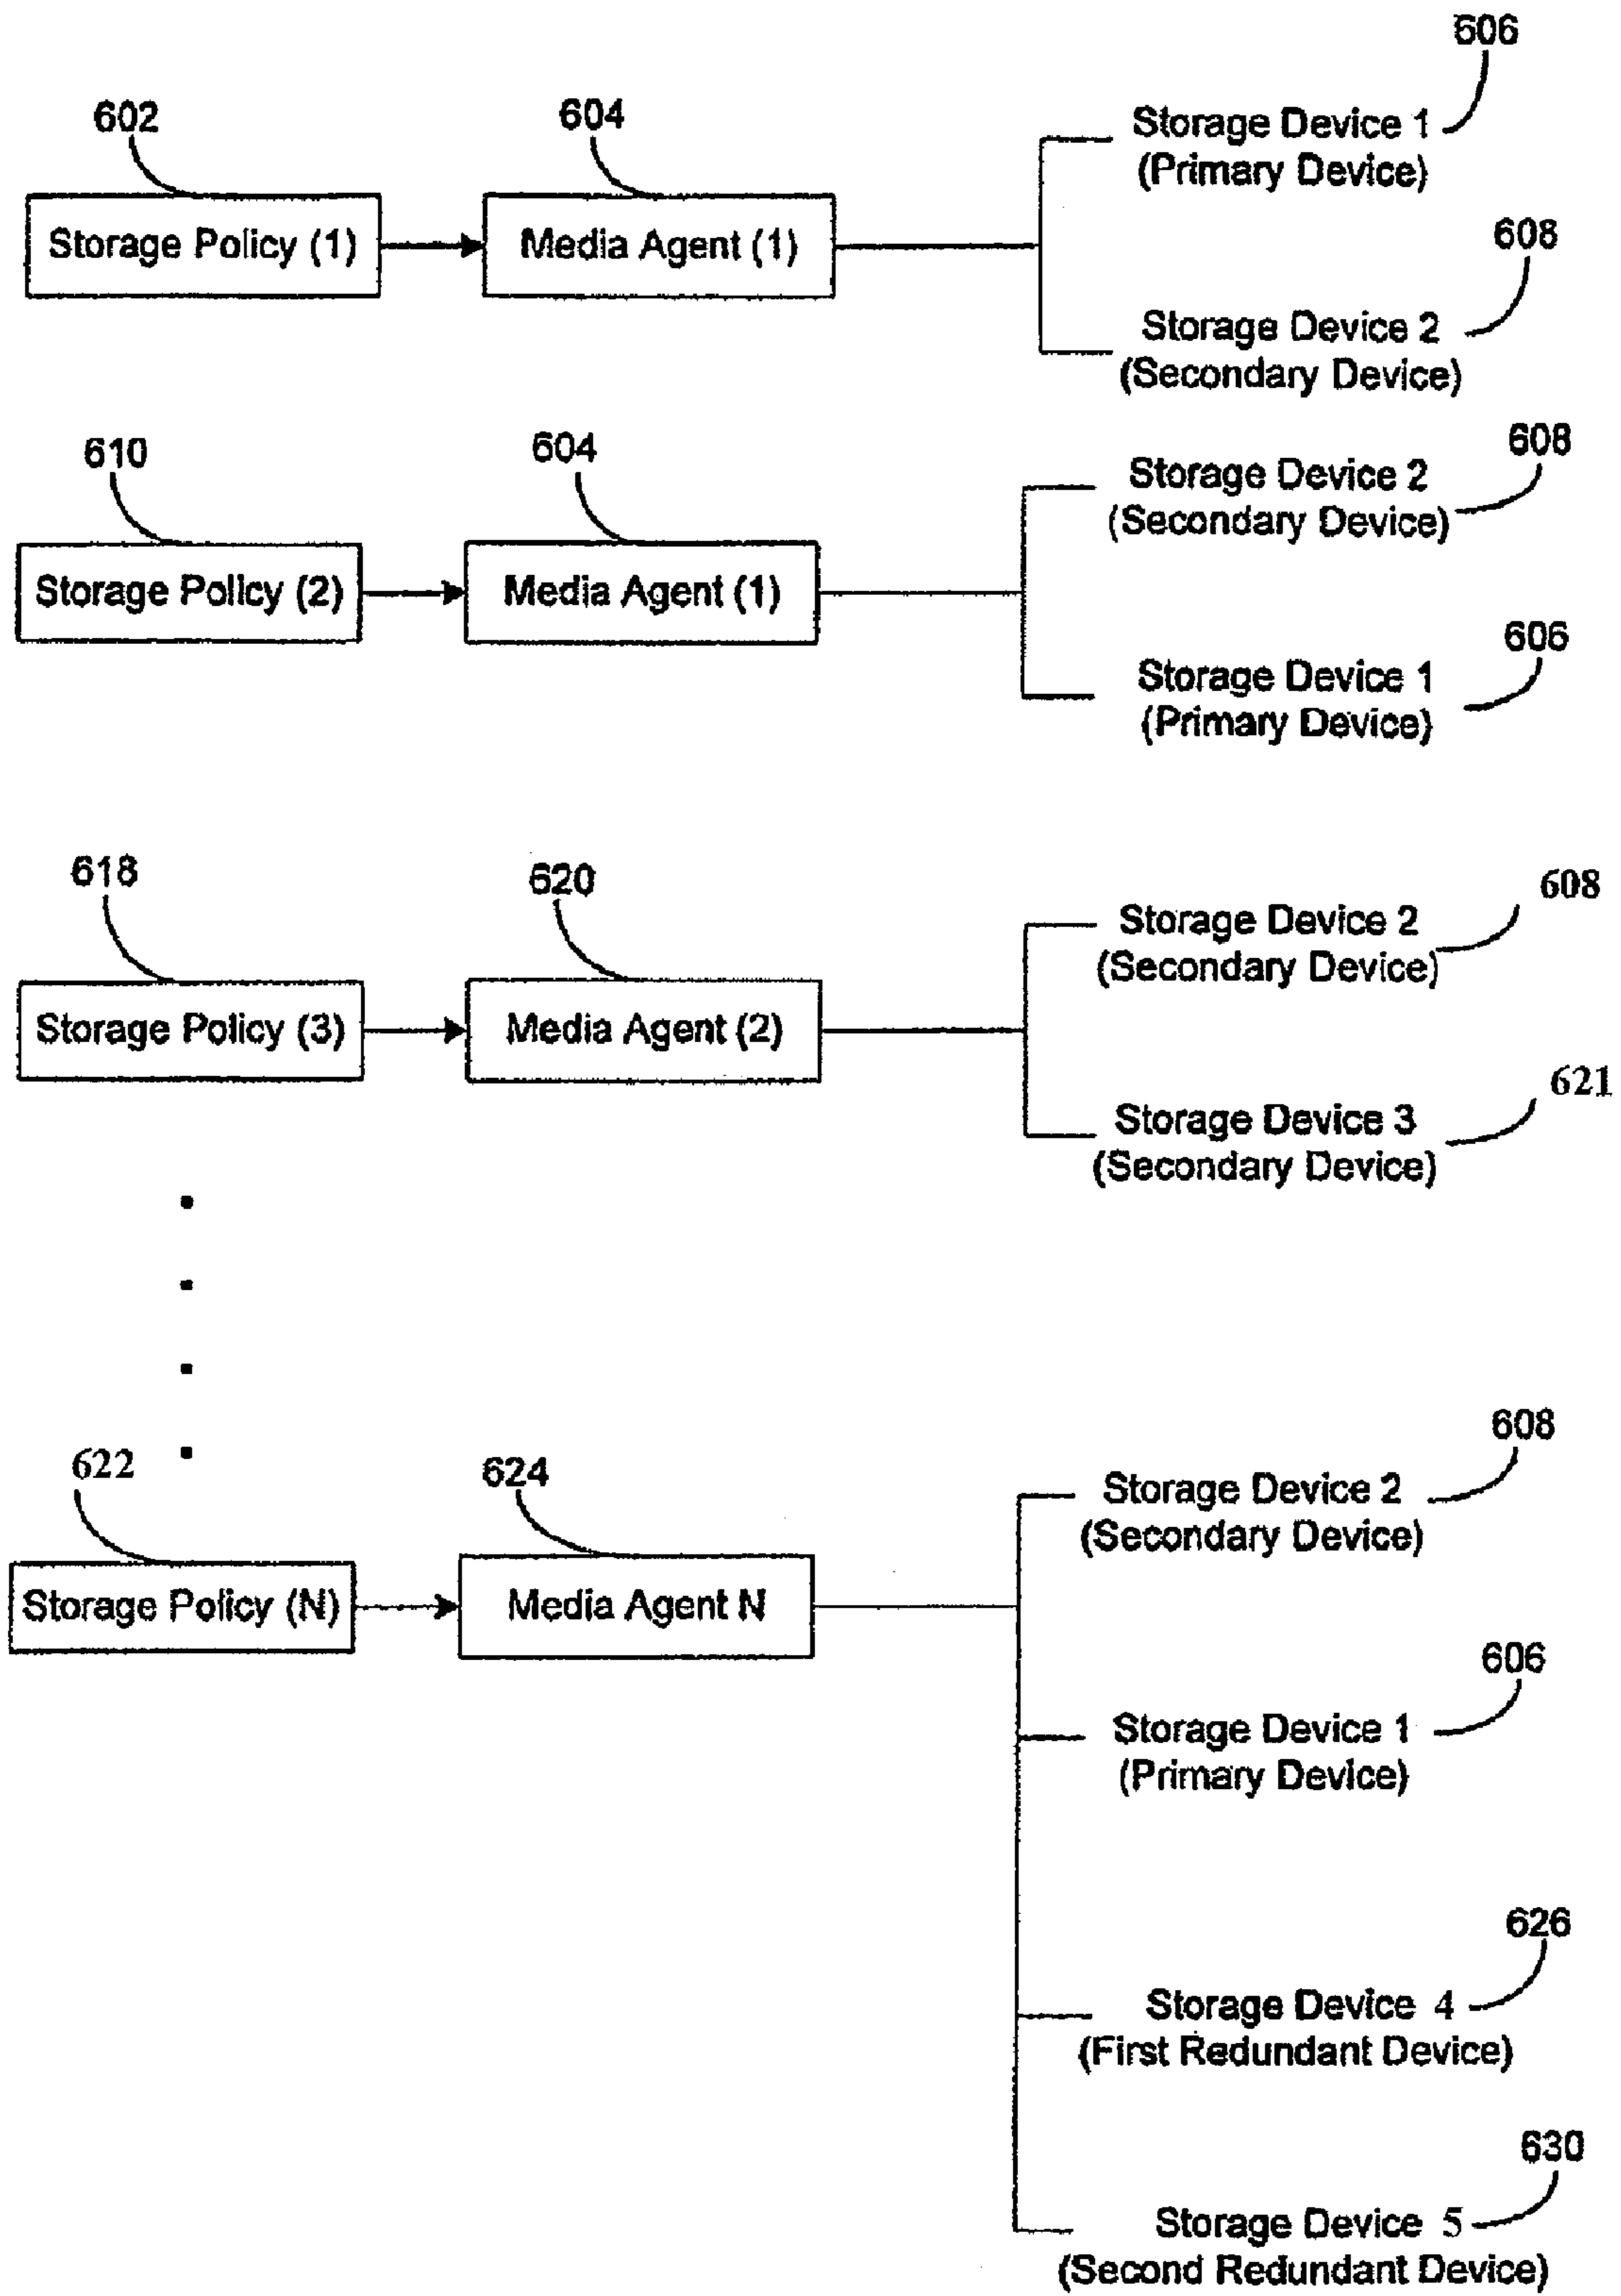 606
602
604
Storage Device 1
(Primary Device)
Storage Policy (1)
Media Agent (1)
608
Storage Device 2
(Secondary Device)
610
604
608
Storage Device 2
(Secondary Device)
Storage Policy (2)
Media Agent (1)
606
Storage Device 1
(Primary Device)
618
620
608
Storage Device 2
(Secondary Device)
Storage Policy (3)
Media Agent (2)
621
Storage Device 3
(Secondary Device)
622
624
608
Storage Device 2
(Secondary Device)
Storage Policy (N)
Media Agent N
606
Storage Device 1
(Primary Device)
626
Storage Device 4
(First Redundant Device)
630
Storage Device 5
(Second Redundant Device)